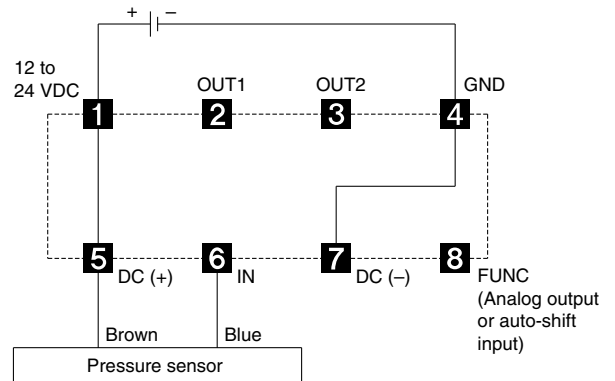 + –
12 to
24 VDC
OUT1
OUT2
GND
1
2
3
4
5
DC (+)
6
IN
7
DC (–)
8
FUNC
(Analog output
or auto-shift
input)
Brown
Blue
Pressure sensor